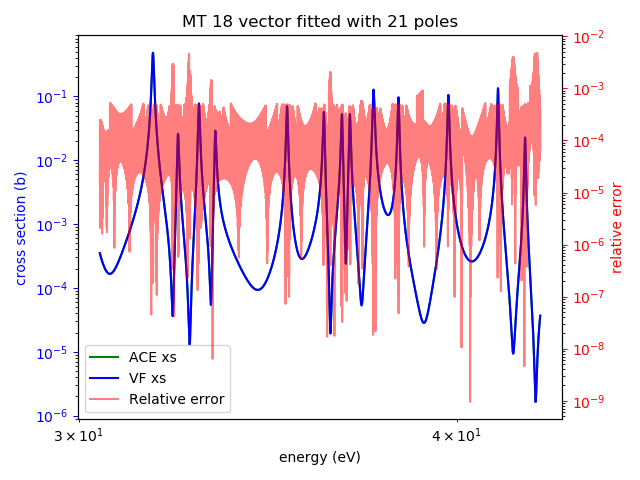 MT 18 vector fitted with 21 poles
cross section (b)
10⁻¹
10⁻²
10⁻³
10⁻⁴
10⁻⁵
10⁻⁶
10⁻²
10⁻³
10⁻⁴
10⁻⁵
10⁻⁶
10⁻⁷
10⁻⁸
10⁻⁹
relative error
ACE xs
VF xs
Relative error
3 × 10¹ 4 × 10¹
energy (eV)